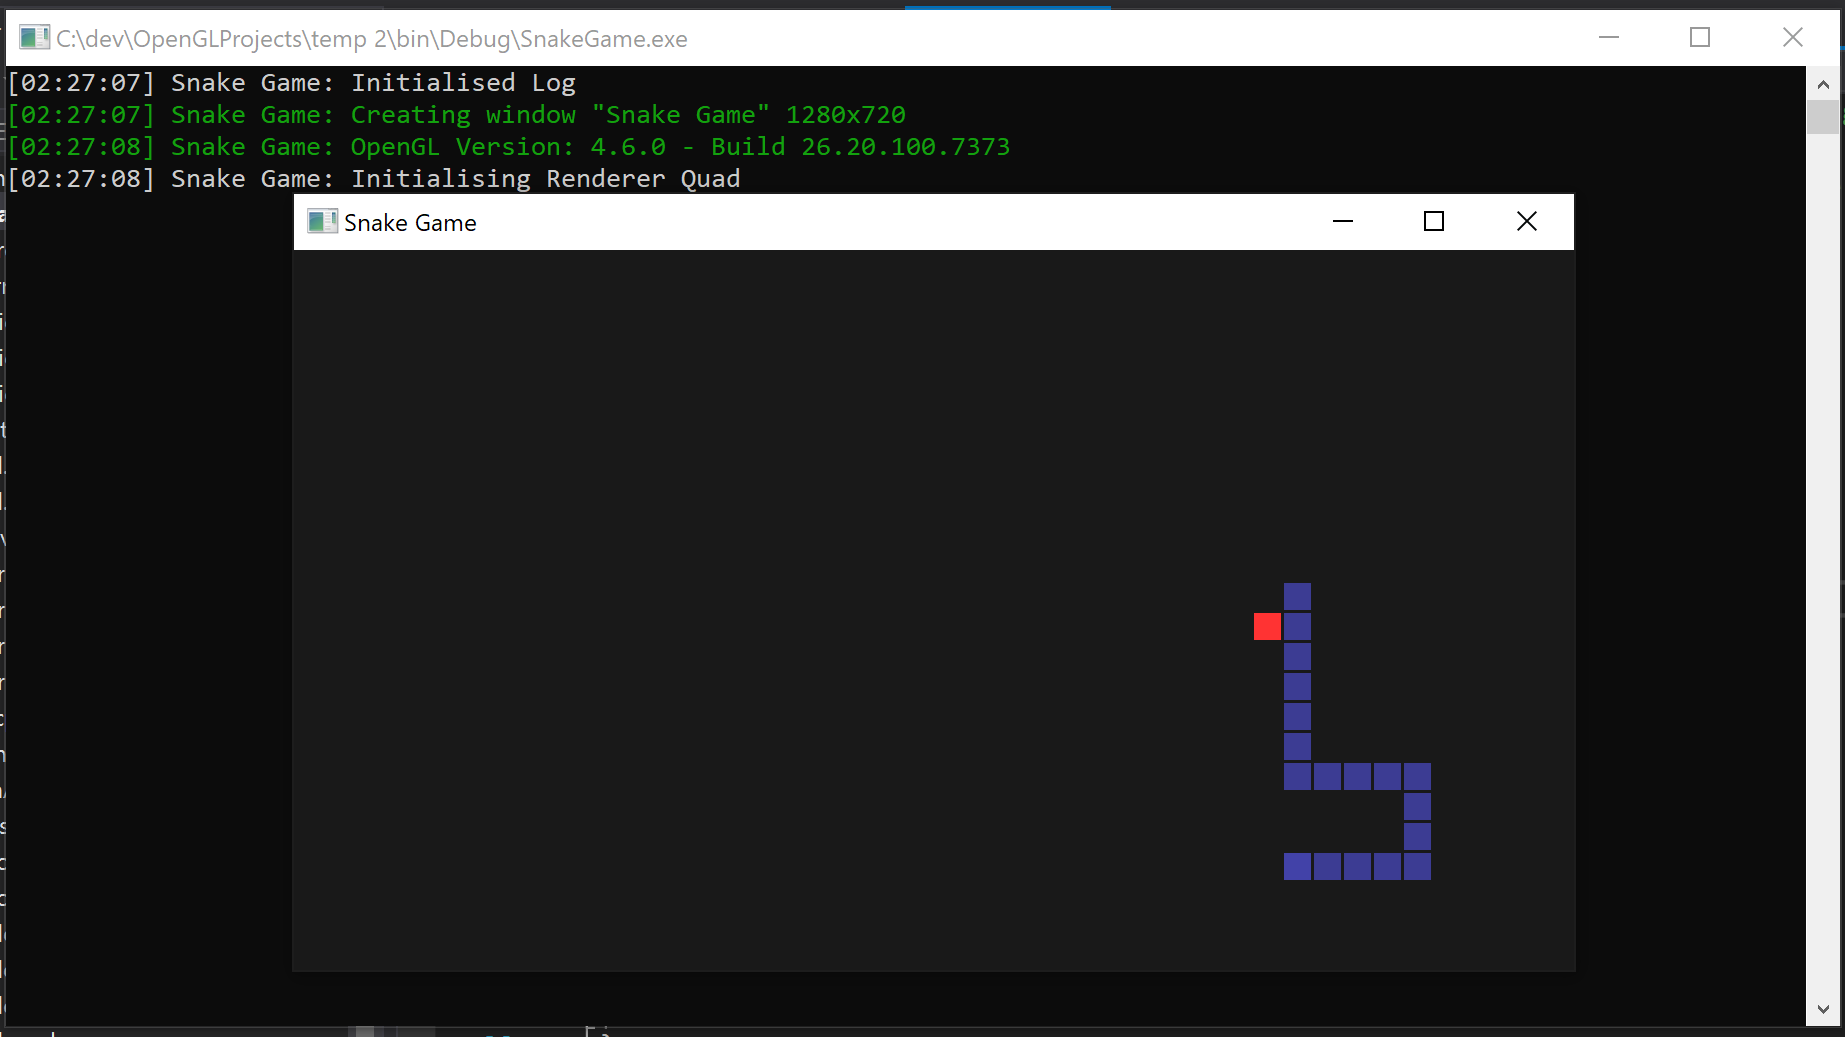 C:\dev\OpenGLProjects\temp 2\bin\Debug\SnakeGame.exe
[02:27:07] Snake Game: Initialised Log
[02:27:07] Snake Game: Creating window "Snake Game" 1280x720
[02:27:08] Snake Game: OpenGL Version: 4.6.0 - Build 26.20.100.7373
[02:27:08] Snake Game: Initialising Renderer Quad
Snake Game